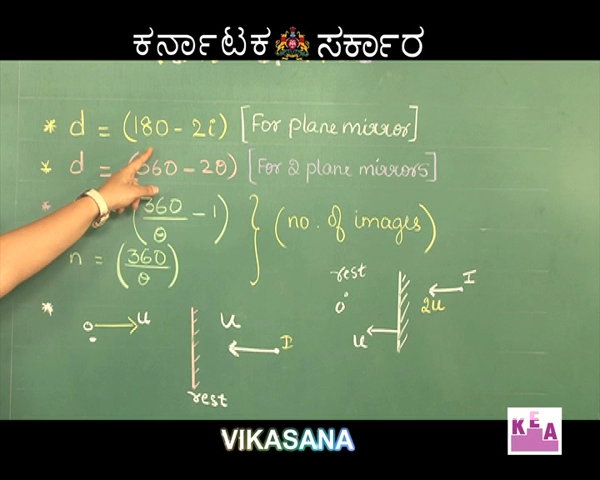 ಕರ್ನಾಟಕ ಸರ್ಕಾರ
* d = (180 - 2i) [For plane mirror]
* d = (360 - 2θ) [For 2 plane mirrors]
* (360/θ - 1) } (no. of images)
n = (360/θ)
rest I
* O U U O 2u
I U
rest
VIKASANA
KEA